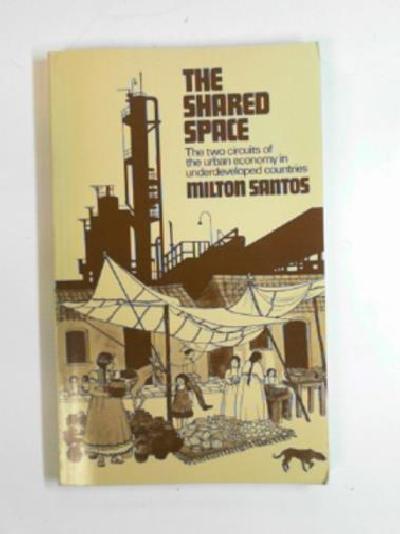 THE
SHARED
SPACE
The two circuits of
the urban economy in
underdeveloped countries
MILTON SANTOS